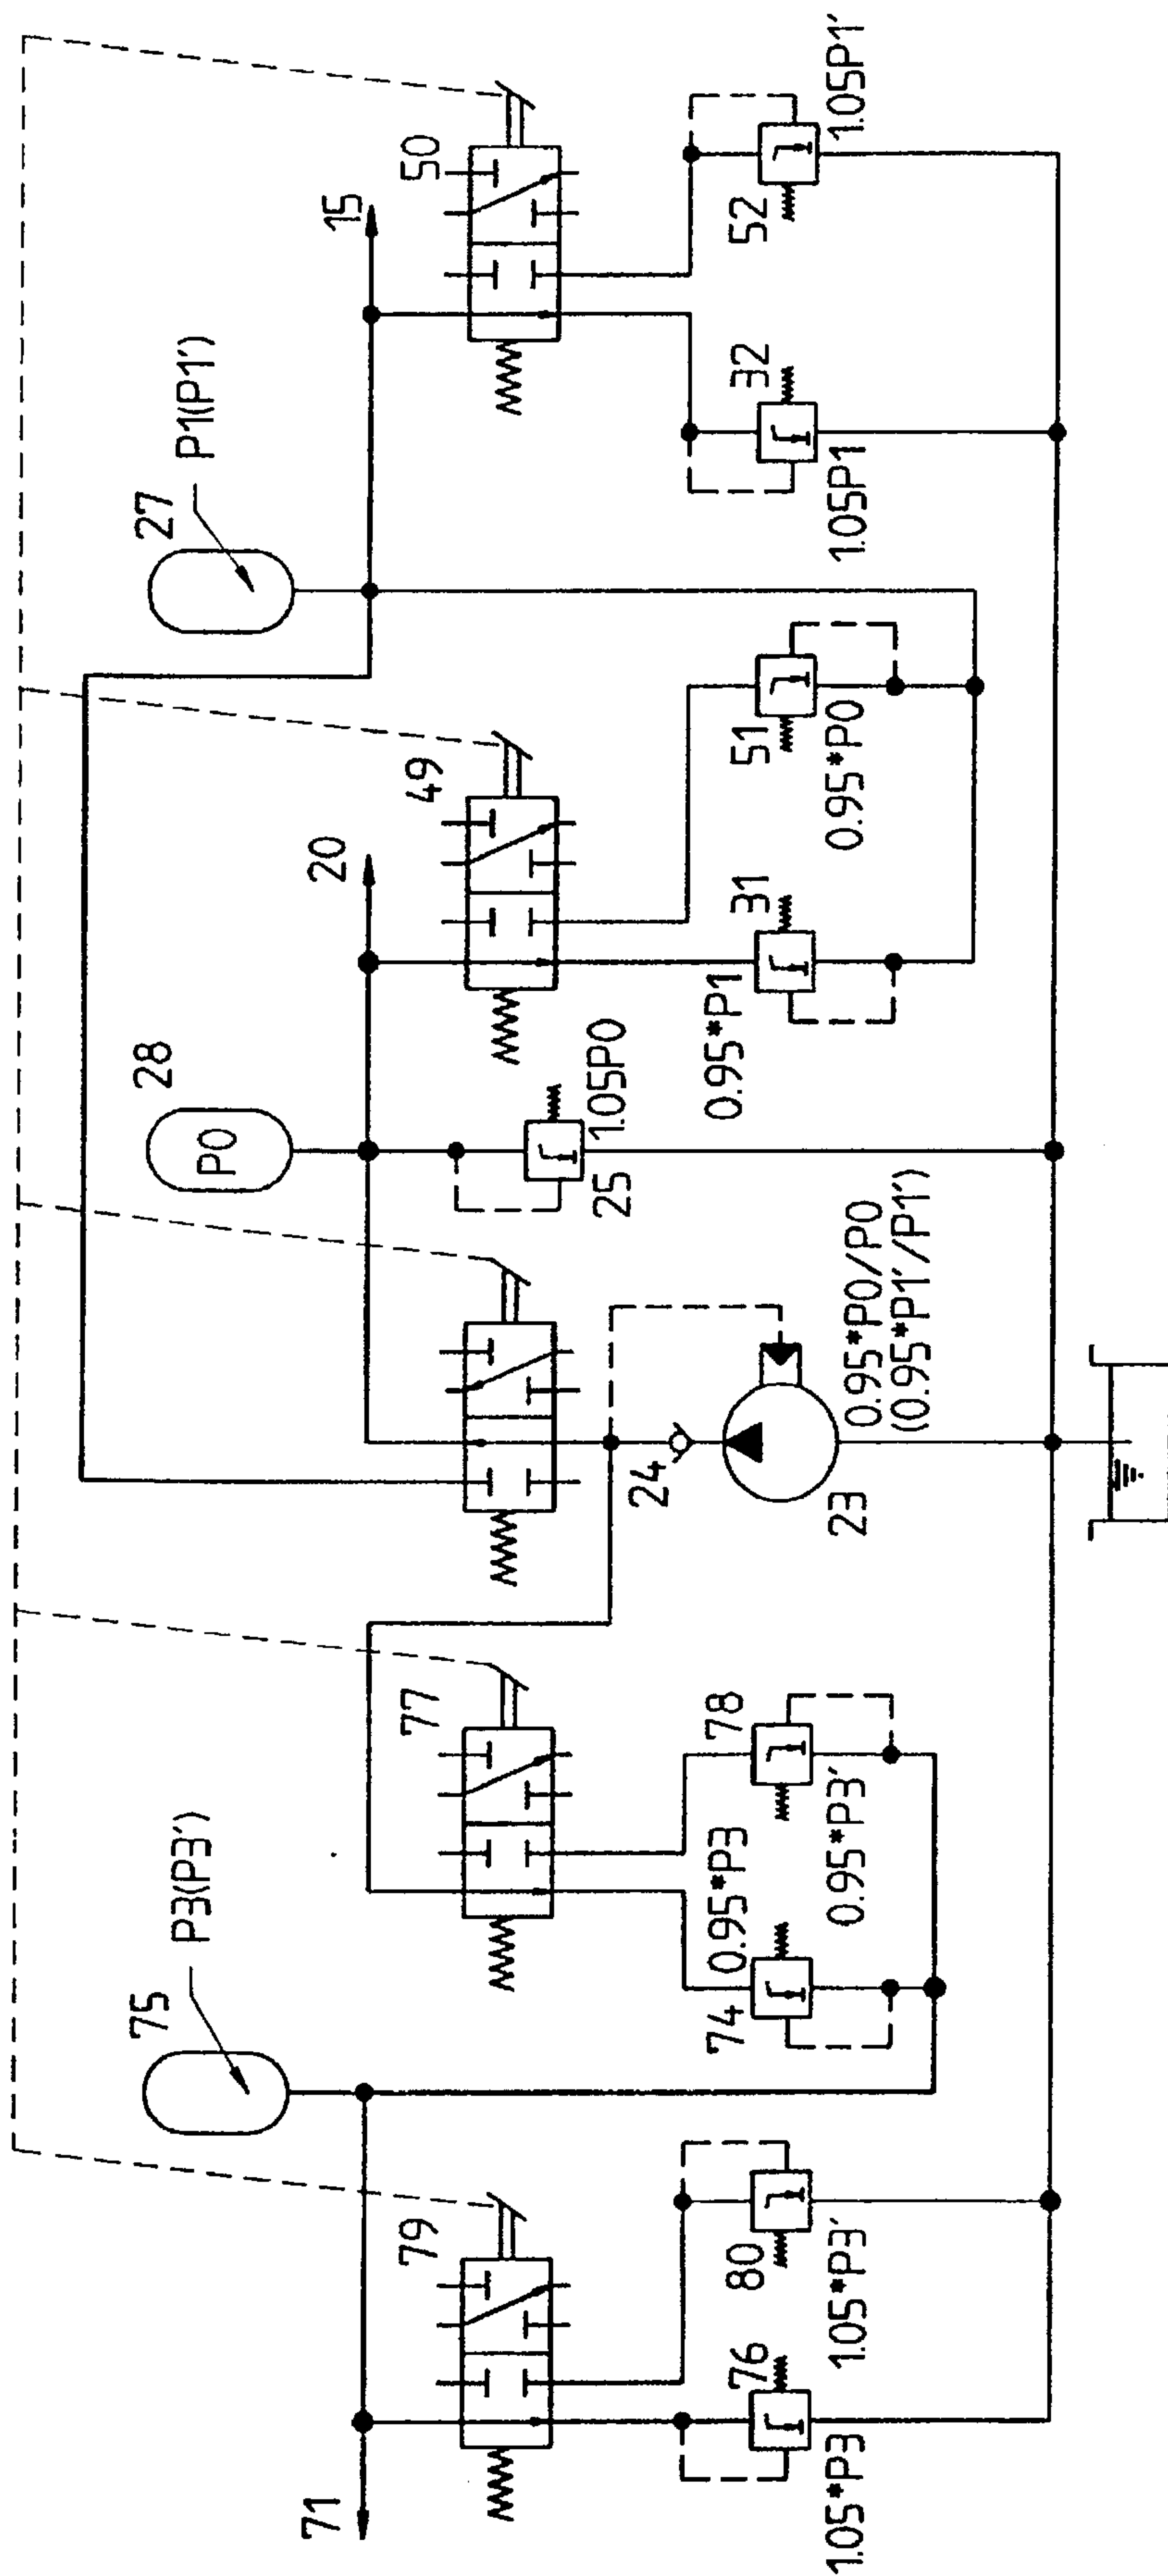 71
79
1.05*P3
76
80
1.05*P3'
75
P3(P3')
77
74
0.95*P3
78
0.95*P3'
24
23
0.95*P0/P0
(0.95*P1'/P1')
28
P0
25
1.05P0
20
49
0.95*P1
31
51
0.95*P0
27
P1(P1')
15
50
32
1.05P1
52
1.05P1'